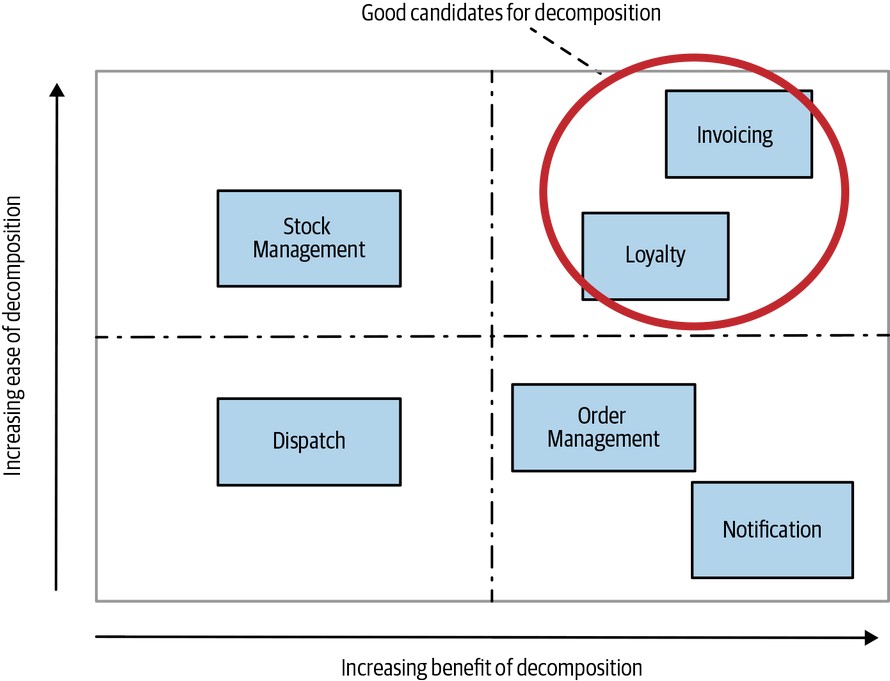 Good candidates for decomposition
Increasing ease of decomposition
Invoicing
Stock
Management
Loyalty
Dispatch
Order
Management
Notification
Increasing benefit of decomposition